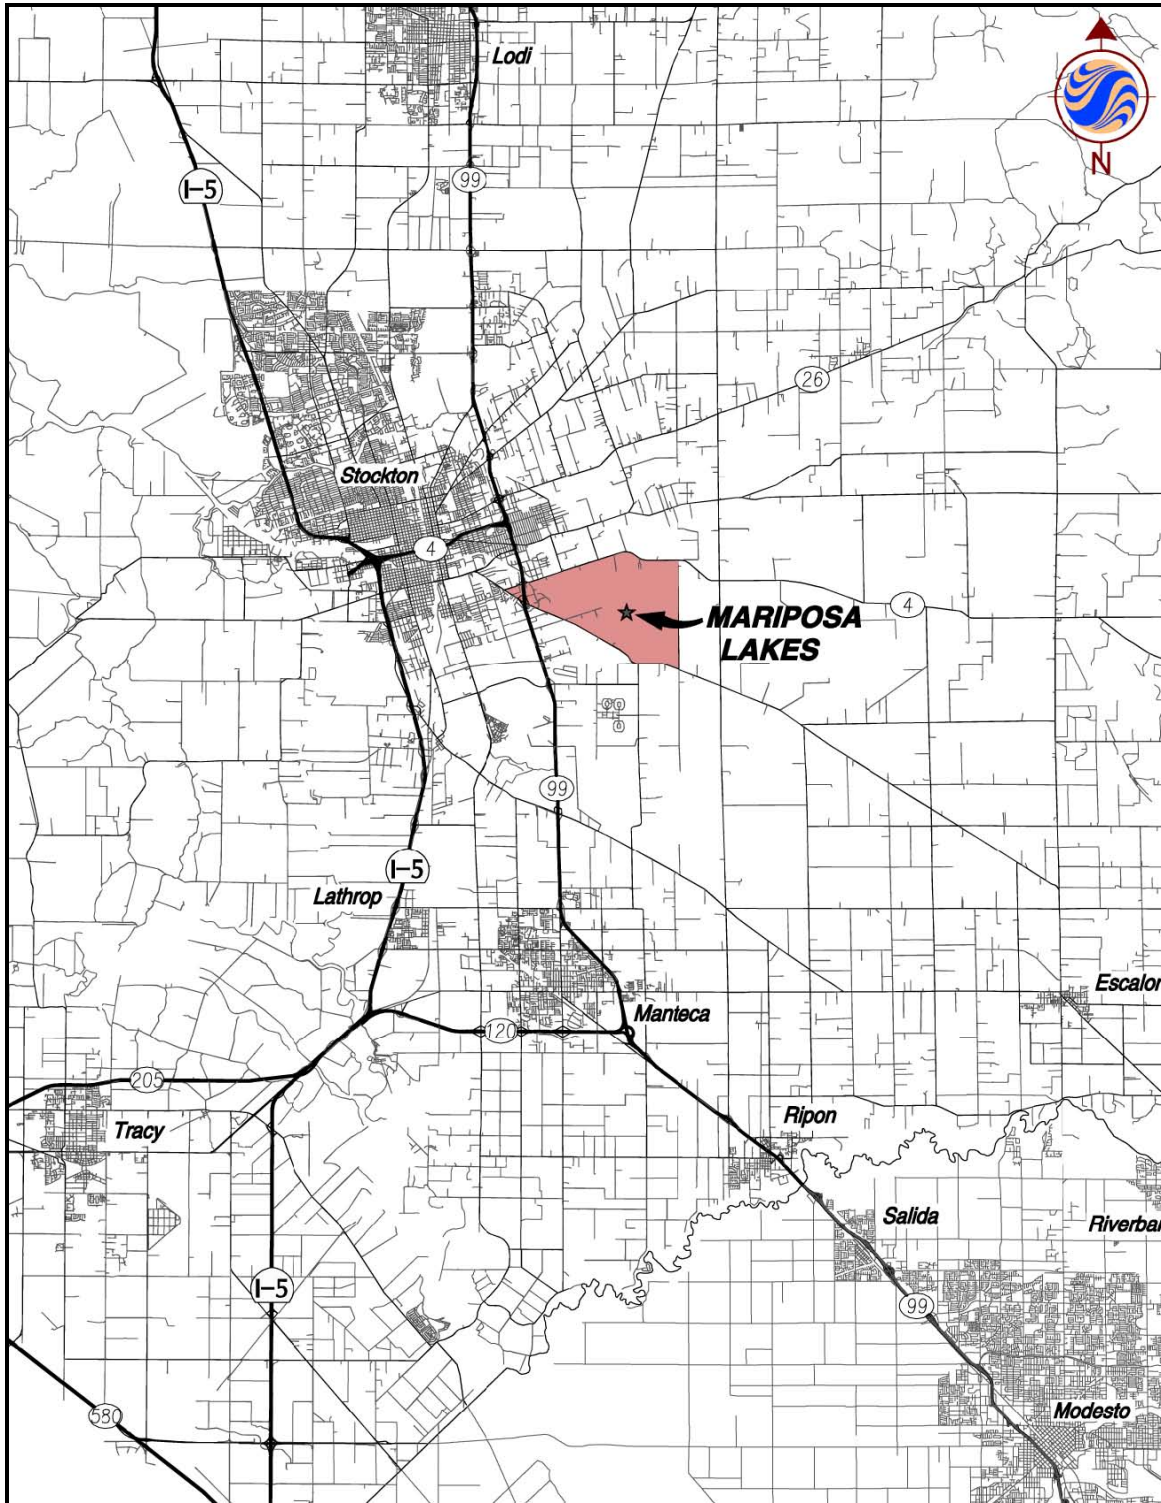 Lodi
N
I-5
99
26
Stockton
4
4
MARIPOSA
LAKES
99
I-5
Lathrop
Escalon
Manteca
120
205
Tracy
Ripon
Salida
Riverba
I-5
99
Modesto
580